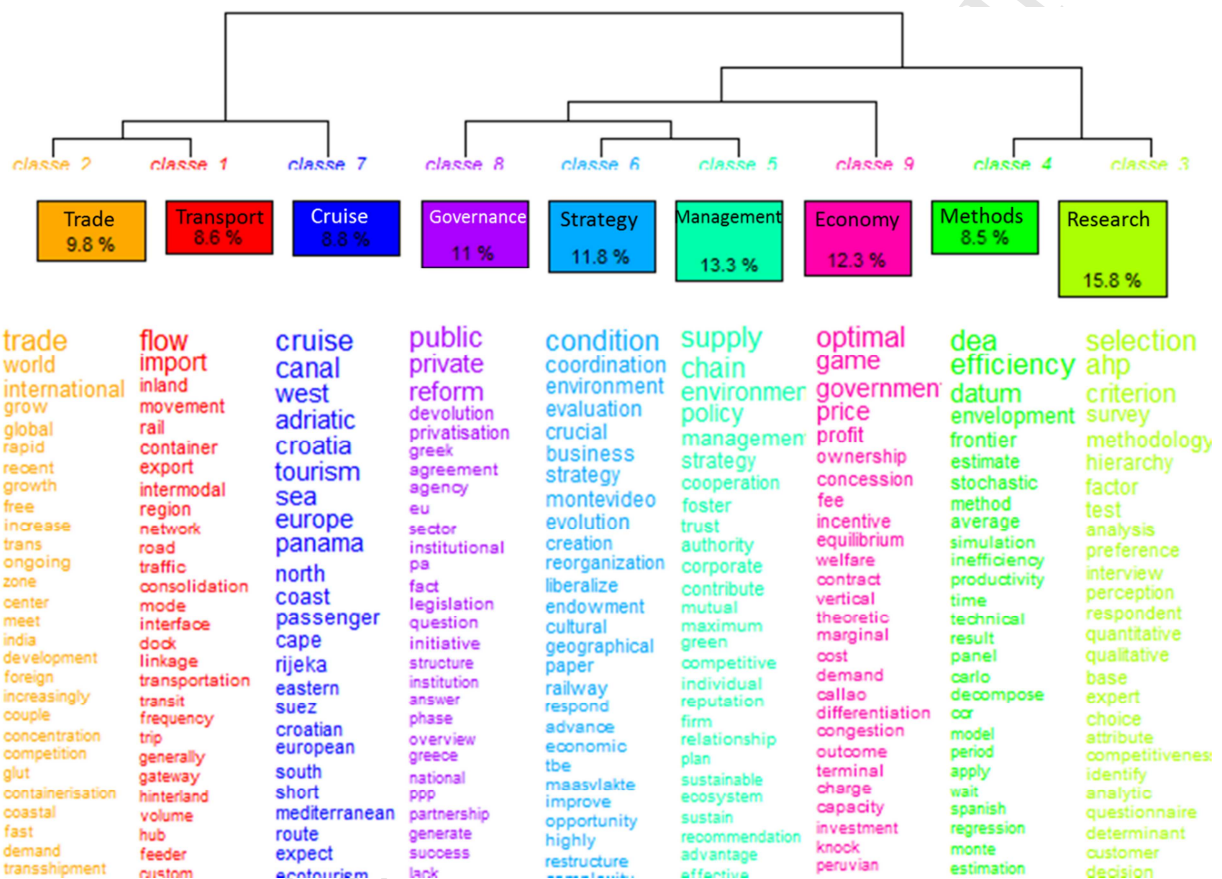 classe 2 classe 1 classe 7 classe 8 classe 6 classe 5 classe 9 classe 4 classe 3
Trade Transport Cruise Governance Strategy Management Economy Methods Research
9.8 % 8.6 % 8.8 % 11 % 11.8 % 13.3 % 12.3 % 8.5 % 15.8 %
trade
world
international
grow
global
rapid
recent
growth
free
increase
trans
ongoing
zone
center
meet
india
development
foreign
increasingly
couple
concentration
competition
glut
containerisation
coastal
fast
demand
transshipment
flow
import
inland
movement
rail
container
export
intermodal
region
network
road
traffic
consolidation
mode
interface
dock
linkage
transportation
transit
frequency
trip
generally
gateway
hinterland
volume
hub
feeder
custom
cruise
canal
west
adriatic
croatia
tourism
sea
europe
panama
north
coast
passenger
cape
rijeka
eastern
suez
croatian
european
south
short
mediterranean
route
expect
ecotourism
public
private
reform
devolution
privatisation
greek
agreement
agency
eu
sector
institutional
pa
fact
legislation
question
initiative
structure
institution
answer
phase
overview
greece
national
ppp
partnership
generate
success
lack
condition
coordination
environment
evaluation
crucial
business
strategy
montevideo
evolution
creation
reorganization
liberalize
endowment
cultural
geographical
paper
railway
respond
advance
economic
tbe
maasvlakte
improve
opportunity
highly
restructure
complexity
supply
chain
environmen
policy
managemen
strategy
cooperation
foster
trust
authority
corporate
contribute
mutual
maximum
green
competitive
individual
reputation
firm
relationship
plan
sustainable
ecosystem
sustain
recommendation
advantage
effective
optimal
game
governmen
price
profit
ownership
concession
fee
incentive
equilibrium
welfare
contract
vertical
theoretic
marginal
cost
demand
callao
differentiation
congestion
outcome
terminal
charge
capacity
investment
knock
peruvian
dea
efficiency
datum
envelopment
frontier
estimate
stochastic
method
average
simulation
inefficiency
productivity
time
technical
result
panel
carlo
decompose
ccr
model
period
apply
wait
spanish
regression
monte
estimation
selection
ahp
criterion
survey
methodology
hierarchy
factor
test
analysis
preference
interview
perception
respondent
quantitative
qualitative
base
expert
choice
attribute
competitiveness
identify
analytic
questionnaire
determinant
customer
decision